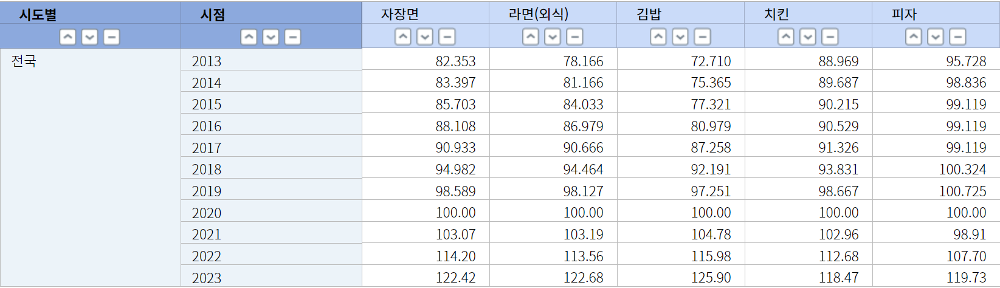 시도별 시점 자장면 라면(외식) 김밥 치킨 피자
전국 2013 82.353 78.166 72.710 88.969 95.728
2014 83.397 81.166 75.365 89.687 98.836
2015 85.703 84.033 77.321 90.215 99.119
2016 88.108 86.979 80.979 90.529 99.119
2017 90.933 90.666 87.258 91.326 99.119
2018 94.982 94.464 92.191 93.831 100.324
2019 98.589 98.127 97.251 98.667 100.725
2020 100.00 100.00 100.00 100.00 100.00
2021 103.07 103.19 104.78 102.96 98.91
2022 114.20 113.56 115.98 112.68 107.70
2023 122.42 122.68 125.90 118.47 119.73